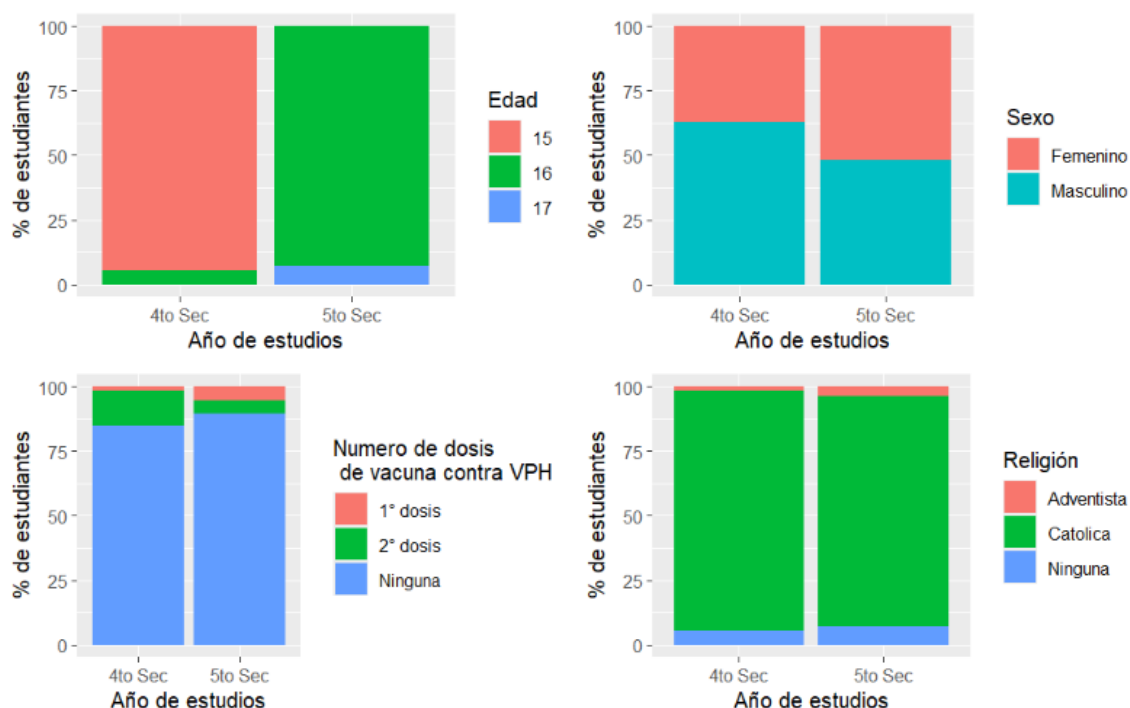 % de estudiantes
100
75
50
25
0
4to Sec
5to Sec
Año de estudios
Edad
15
16
17
% de estudiantes
100
75
50
25
0
4to Sec
5to Sec
Año de estudios
Sexo
Femenino
Masculino
% de estudiantes
100
75
50
25
0
4to Sec
5to Sec
Año de estudios
Numero de dosis
de vacuna contra VPH
1° dosis
2° dosis
Ninguna
% de estudiantes
100
75
50
25
0
4to Sec
5to Sec
Año de estudios
Religión
Adventista
Catolica
Ninguna